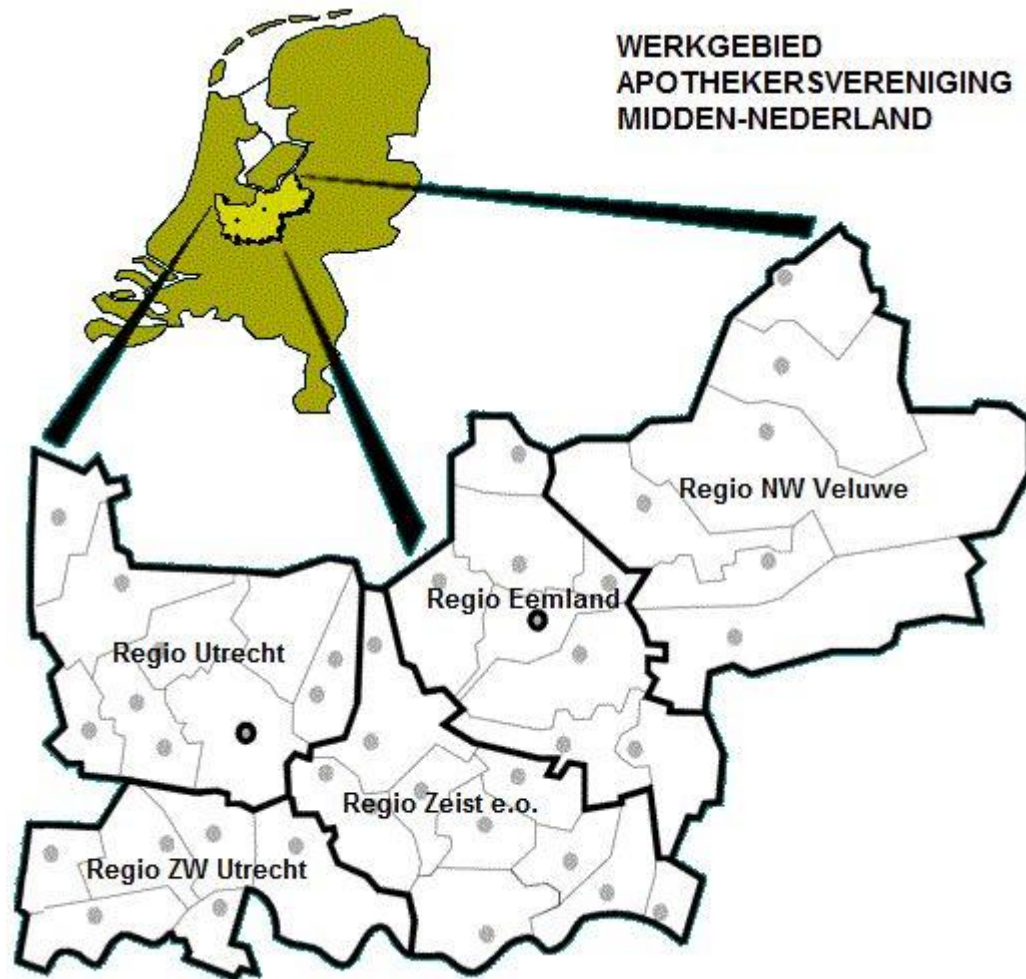 WERKGEBIED
APOTHEKERSVERENIGING
MIDDEN-NEDERLAND
Regio NW Veluwe
Regio Eemland
Regio Utrecht
Regio Zeist e.o.
Regio ZW Utrecht